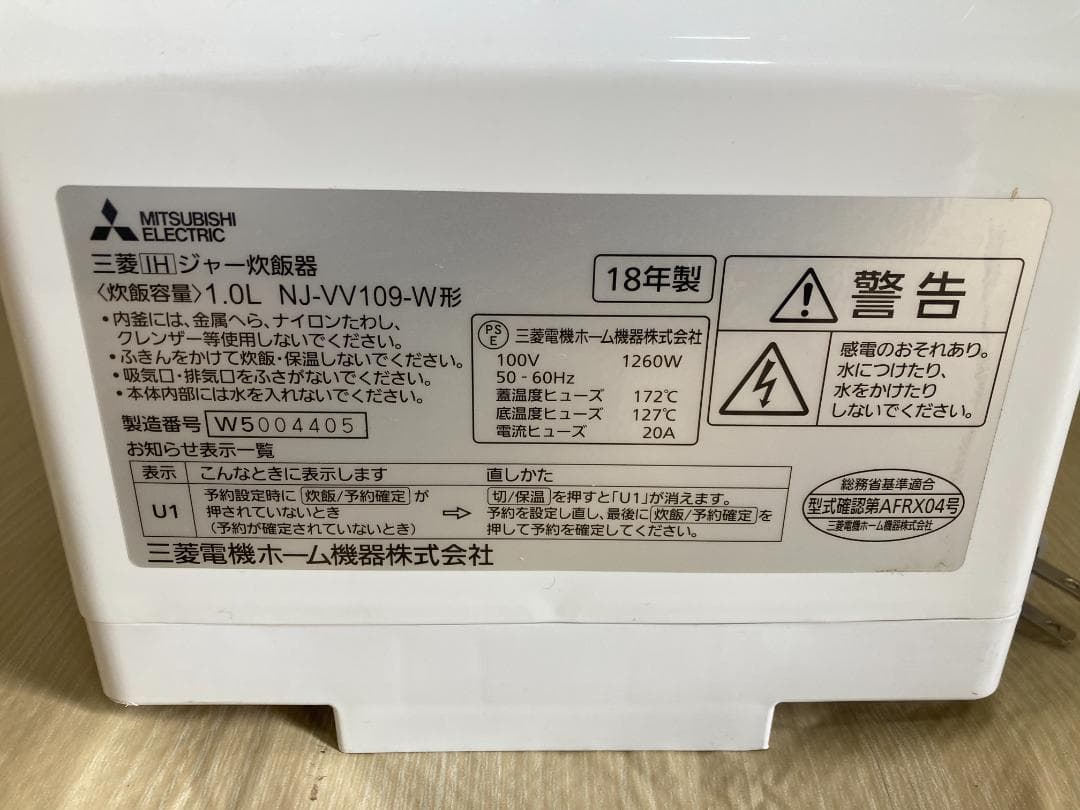 MITSUBISHI
ELECTRIC
三菱IHジャー炊飯器
〈炊飯容量〉1.0L NJ-VV109-W形
18年製
・内釜には、金属へら、ナイロンたわし、
クレンザー等使用しないでください。
・ふきんをかけて炊飯・保温しないでください。
・吸気口・排気口をふさがないでください。
・本体内部には水を入れないでください。
製造番号 W5004405
PS
E
三菱電機ホーム機器株式会社
100V 1260W
50-60Hz
蓋温度ヒューズ 172℃
底温度ヒューズ 127℃
電流ヒューズ 20A
警告
感電のおそれあり。
水につけたり、
水をかけたり
しないでください。
お知らせ表示一覧
表示 こんなときに表示します 直しかた
U1
予約設定時に 炊飯/予約確定 が
押されていないとき
(予約が確定されていないとき)
⇨
切/保温 を押すと「U1」が消えます。
予約を設定し直し、最後に 炊飯/予約確定 を
押して予約を確定してください。
三菱電機ホーム機器株式会社
総務省基準適合
型式確認第AFRX04号
三菱電機ホーム機器株式会社